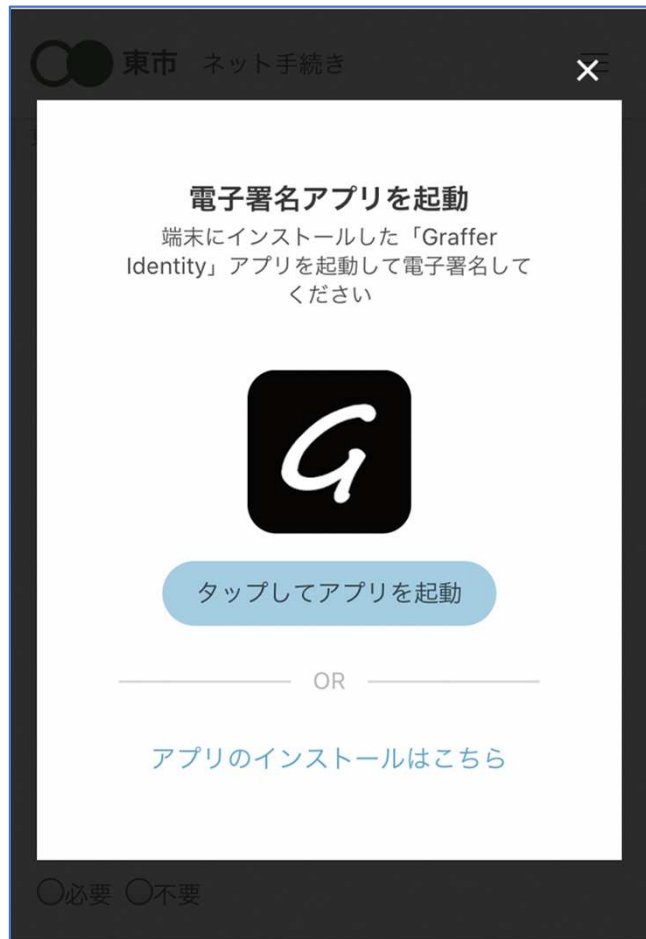 東市 ネット手続き
電子署名アプリを起動
端末にインストールした「Graffer
Identity」アプリを起動して電子署名して
ください
G
タップしてアプリを起動
OR
アプリのインストールはこちら
必要 不要